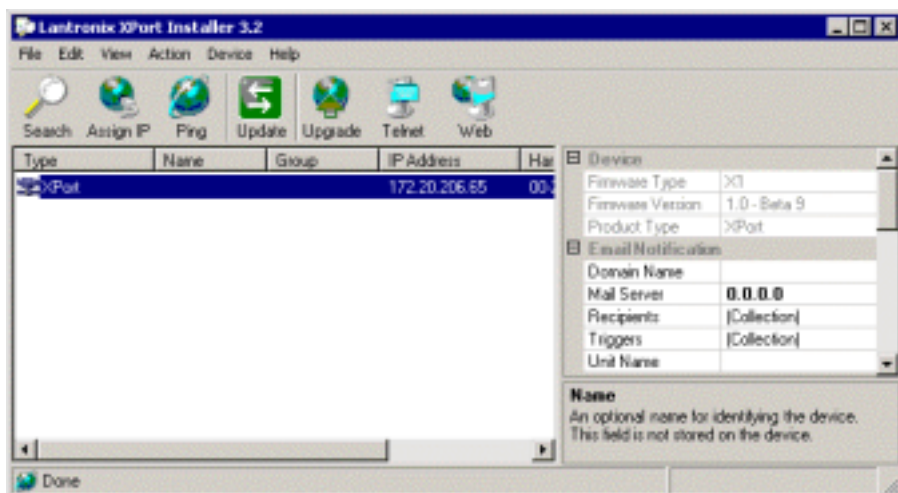 Lantronix XPort Installer 3.2
File Edit View Action Device Help
Search Assign IP Ping Update Upgrade Telnet Web
Type Name Group IP Address Har
XPort 172.20.206.65 00-
Device
Firmware Type X1
Firmware Version 1.0 - Beta 9
Product Type XPort
Email Notification
Domain Name
Mail Server 0.0.0.0
Recipients (Collection)
Triggers (Collection)
Unit Name
Name
An optional name for identifying the device.
This field is not stored on the device.
Done